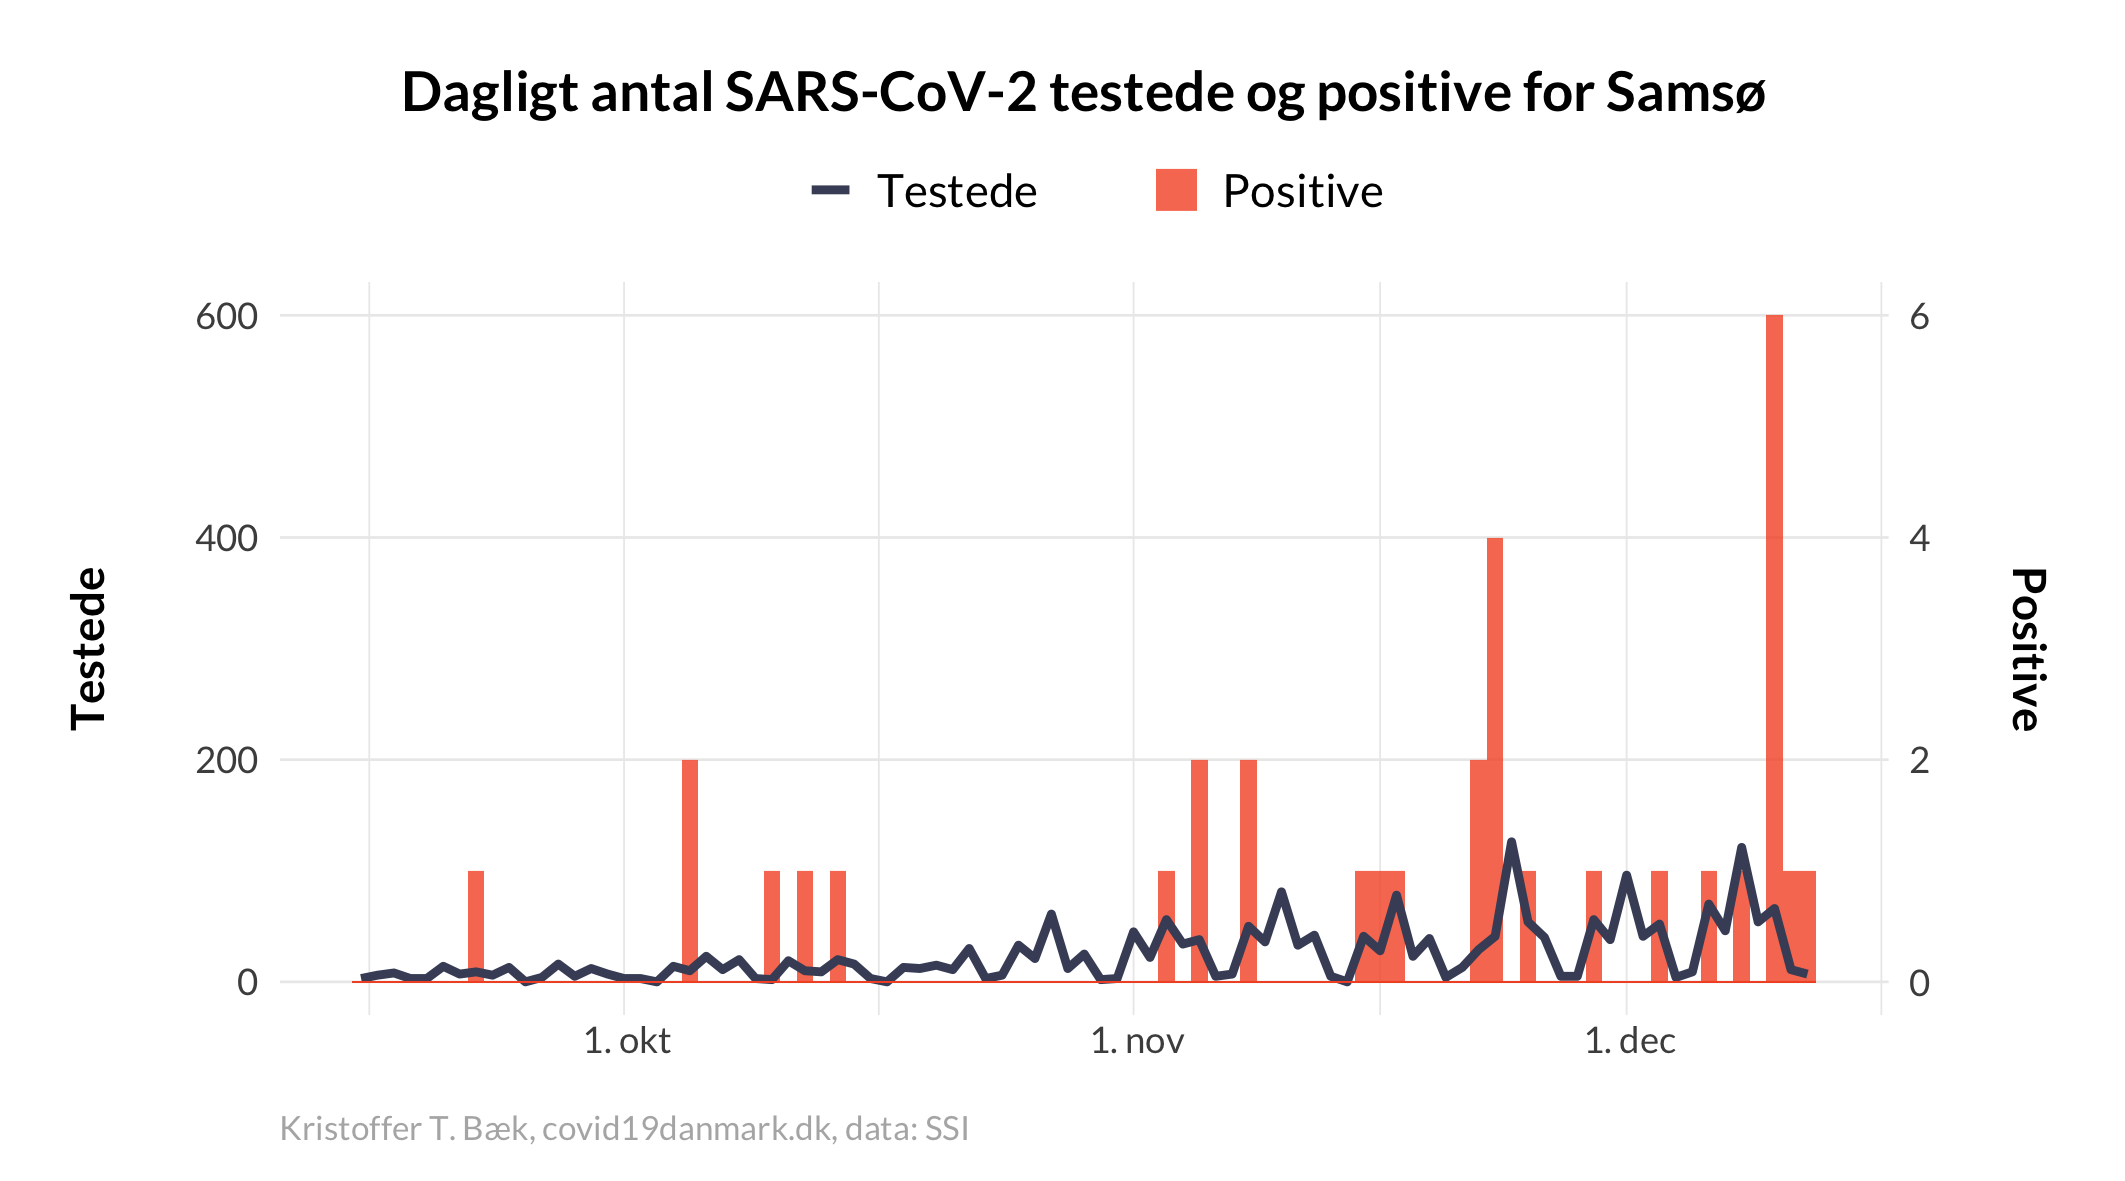 Dagligt antal SARS-CoV-2 testede og positive for Samsø
Testede
Positive
600
400
200
0
Testede
6
4
2
0
Positive
1. okt
1. nov
1. dec
Kristoffer T. Bæk, covid19danmark.dk, data: SSI